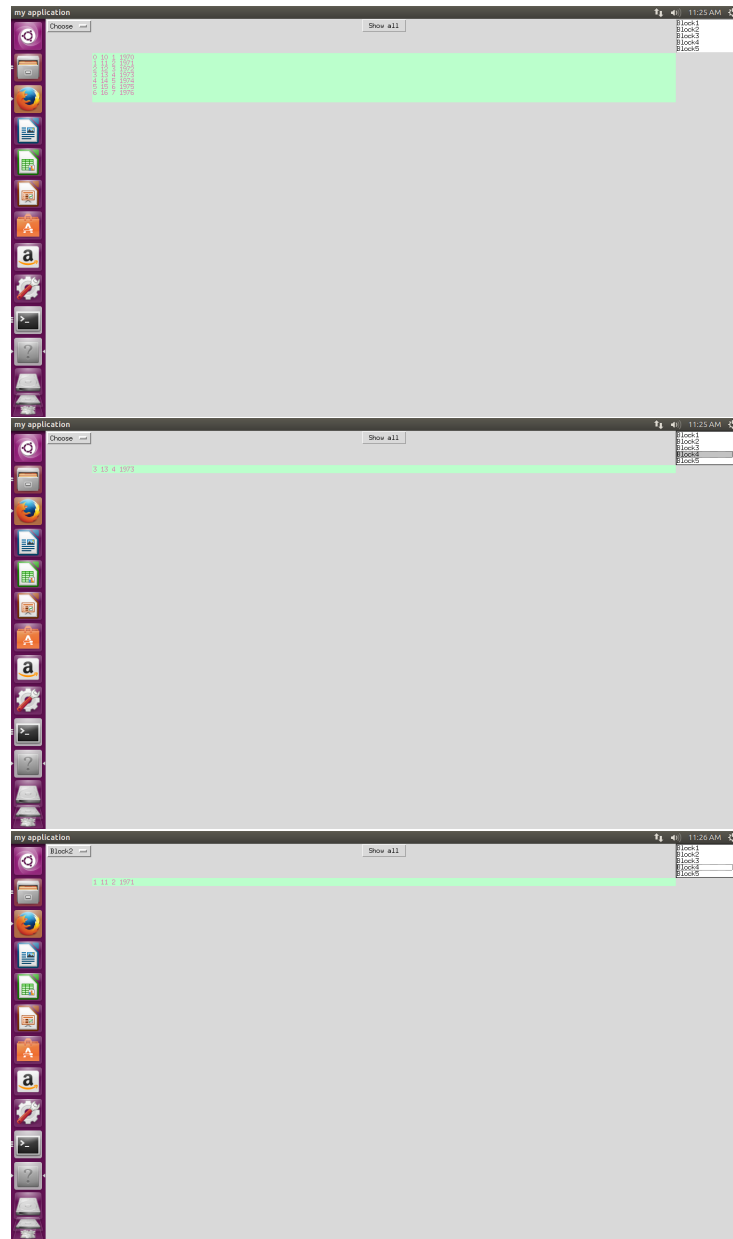 my application 11:25 AM
Choose Show all Block1
Block2
Block3
Block4
Block5
0 10 1 1970
1 11 2 1971
2 12 3 1972
3 13 4 1973
4 14 5 1974
5 15 6 1975
6 16 7 1976
my application 11:25 AM
Choose Show all Block1
Block2
Block3
Block4
Block5
3 13 4 1973
my application 11:26 AM
Block2 Show all Block1
Block2
Block3
Block4
Block5
1 11 2 1971